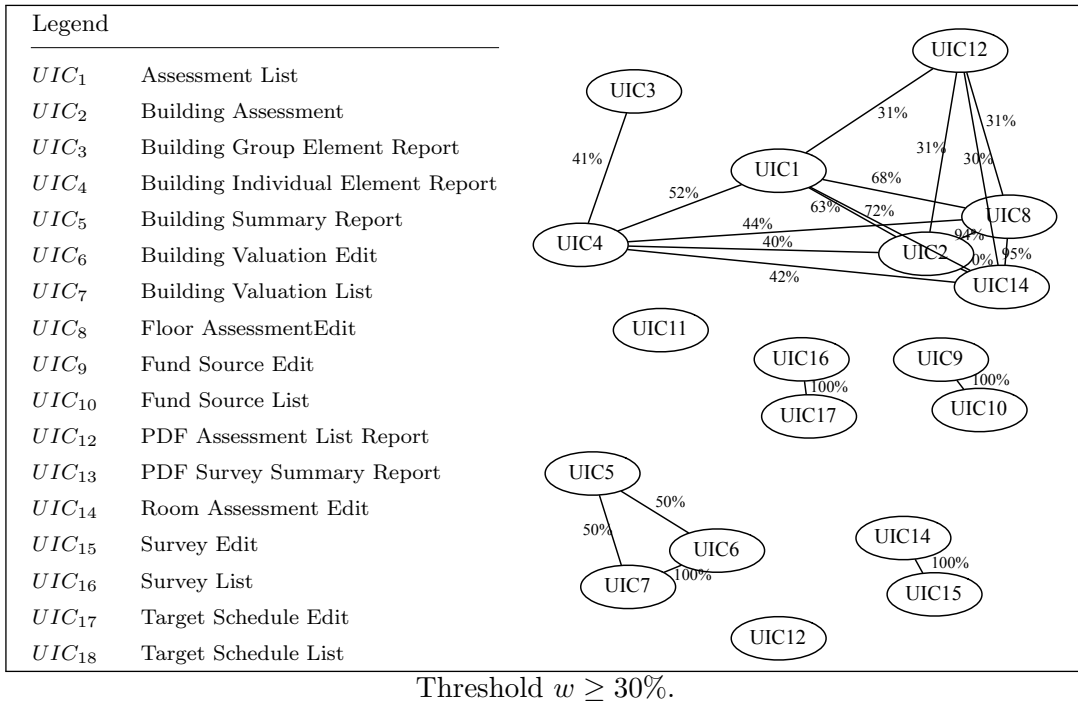 Legend
UIC₁ Assessment List
UIC₂ Building Assessment
UIC₃ Building Group Element Report
UIC₄ Building Individual Element Report
UIC₅ Building Summary Report
UIC₆ Building Valuation Edit
UIC₇ Building Valuation List
UIC₈ Floor AssessmentEdit
UIC₉ Fund Source Edit
UIC₁₀ Fund Source List
UIC₁₂ PDF Assessment List Report
UIC₁₃ PDF Survey Summary Report
UIC₁₄ Room Assessment Edit
UIC₁₅ Survey Edit
UIC₁₆ Survey List
UIC₁₇ Target Schedule Edit
UIC₁₈ Target Schedule List
UIC12
UIC3
31%
31%
41%
31%
30%
UIC1
52%
68%
63%
72%
UIC8
44%
94%
UIC4
40%
UIC2
95%
0%
42%
UIC14
UIC11
UIC16
UIC9
100%
100%
UIC17
UIC10
UIC5
50%
50%
UIC14
UIC6
100%
100%
UIC7
UIC15
UIC12
Threshold w ≥ 30%.